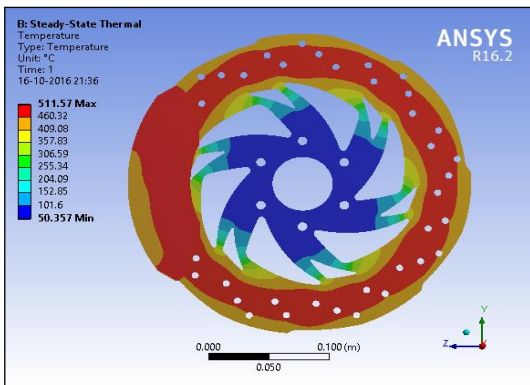 B: Steady-State Thermal
Temperature
Type: Temperature
Unit: °C
Time: 1
16-10-2016 21:36
511.57 Max
460.32
409.08
357.83
306.59
255.34
204.09
152.85
101.6
50.357 Min
ANSYS
R16.2
0.000
0.100 (m)
0.050
Y
Z
X